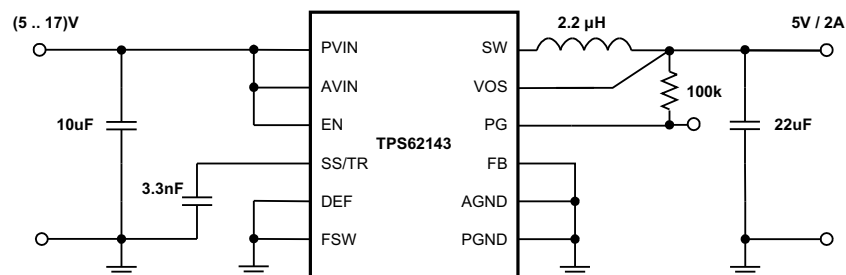 (5 .. 17)V
2.2 µH
5V / 2A
PVIN
SW
AVIN
VOS
100k
10uF
EN
PG
22uF
TPS62143
SS/TR
FB
3.3nF
DEF
AGND
FSW
PGND